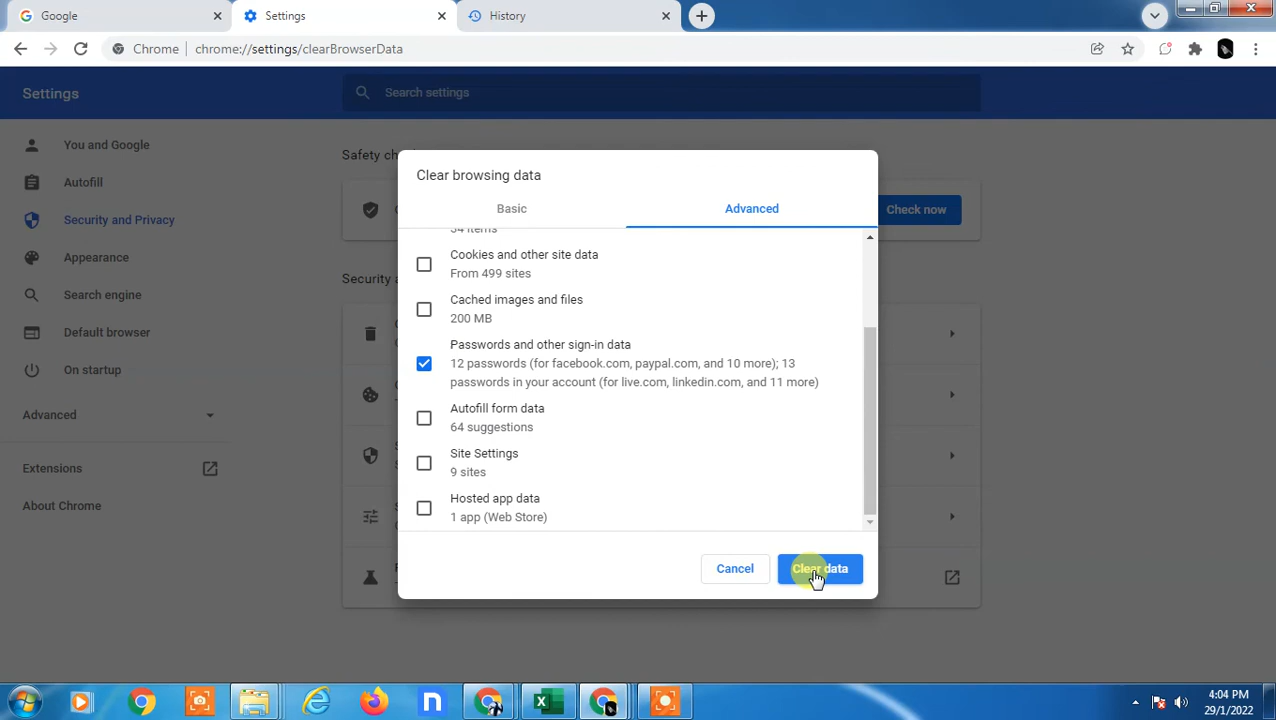 Google
Settings
History
Chrome
chrome://settings/clearBrowserData
Settings
Search settings
You and Google
Autofill
Security and Privacy
Appearance
Search engine
Default browser
On startup
Advanced
Extensions
About Chrome
Safety ch
Check now
Security a
Clear browsing data
Basic
Advanced
34 items
Cookies and other site data
From 499 sites
Cached images and files
200 MB
Passwords and other sign-in data
12 passwords (for facebook.com, paypal.com, and 10 more); 13
passwords in your account (for live.com, linkedin.com, and 11 more)
Autofill form data
64 suggestions
Site Settings
9 sites
Hosted app data
1 app (Web Store)
Cancel
Clear data
4:04 PM
29/1/2022